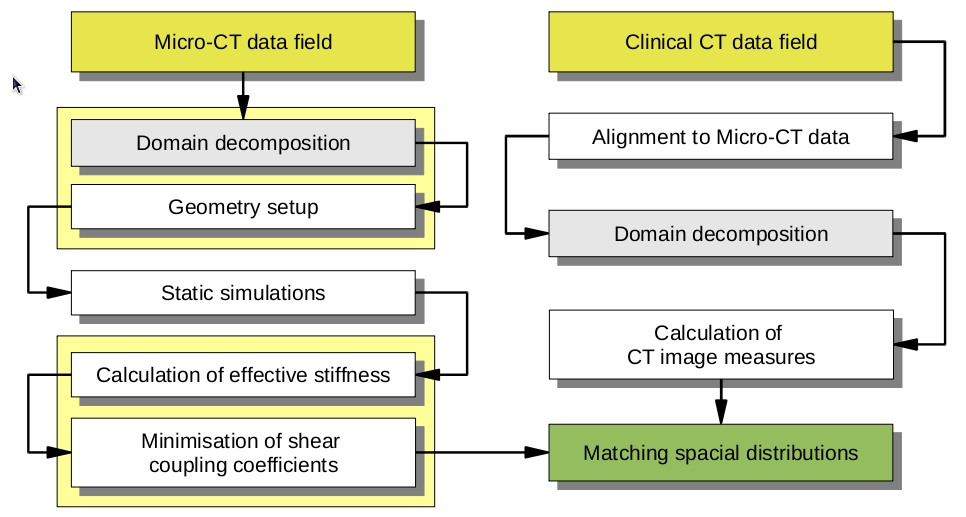 Micro-CT data field
Domain decomposition
Geometry setup
Static simulations
Calculation of effective stiffness
Minimisation of shear
coupling coefficients
Clinical CT data field
Alignment to Micro-CT data
Domain decomposition
Calculation of
CT image measures
Matching spacial distributions